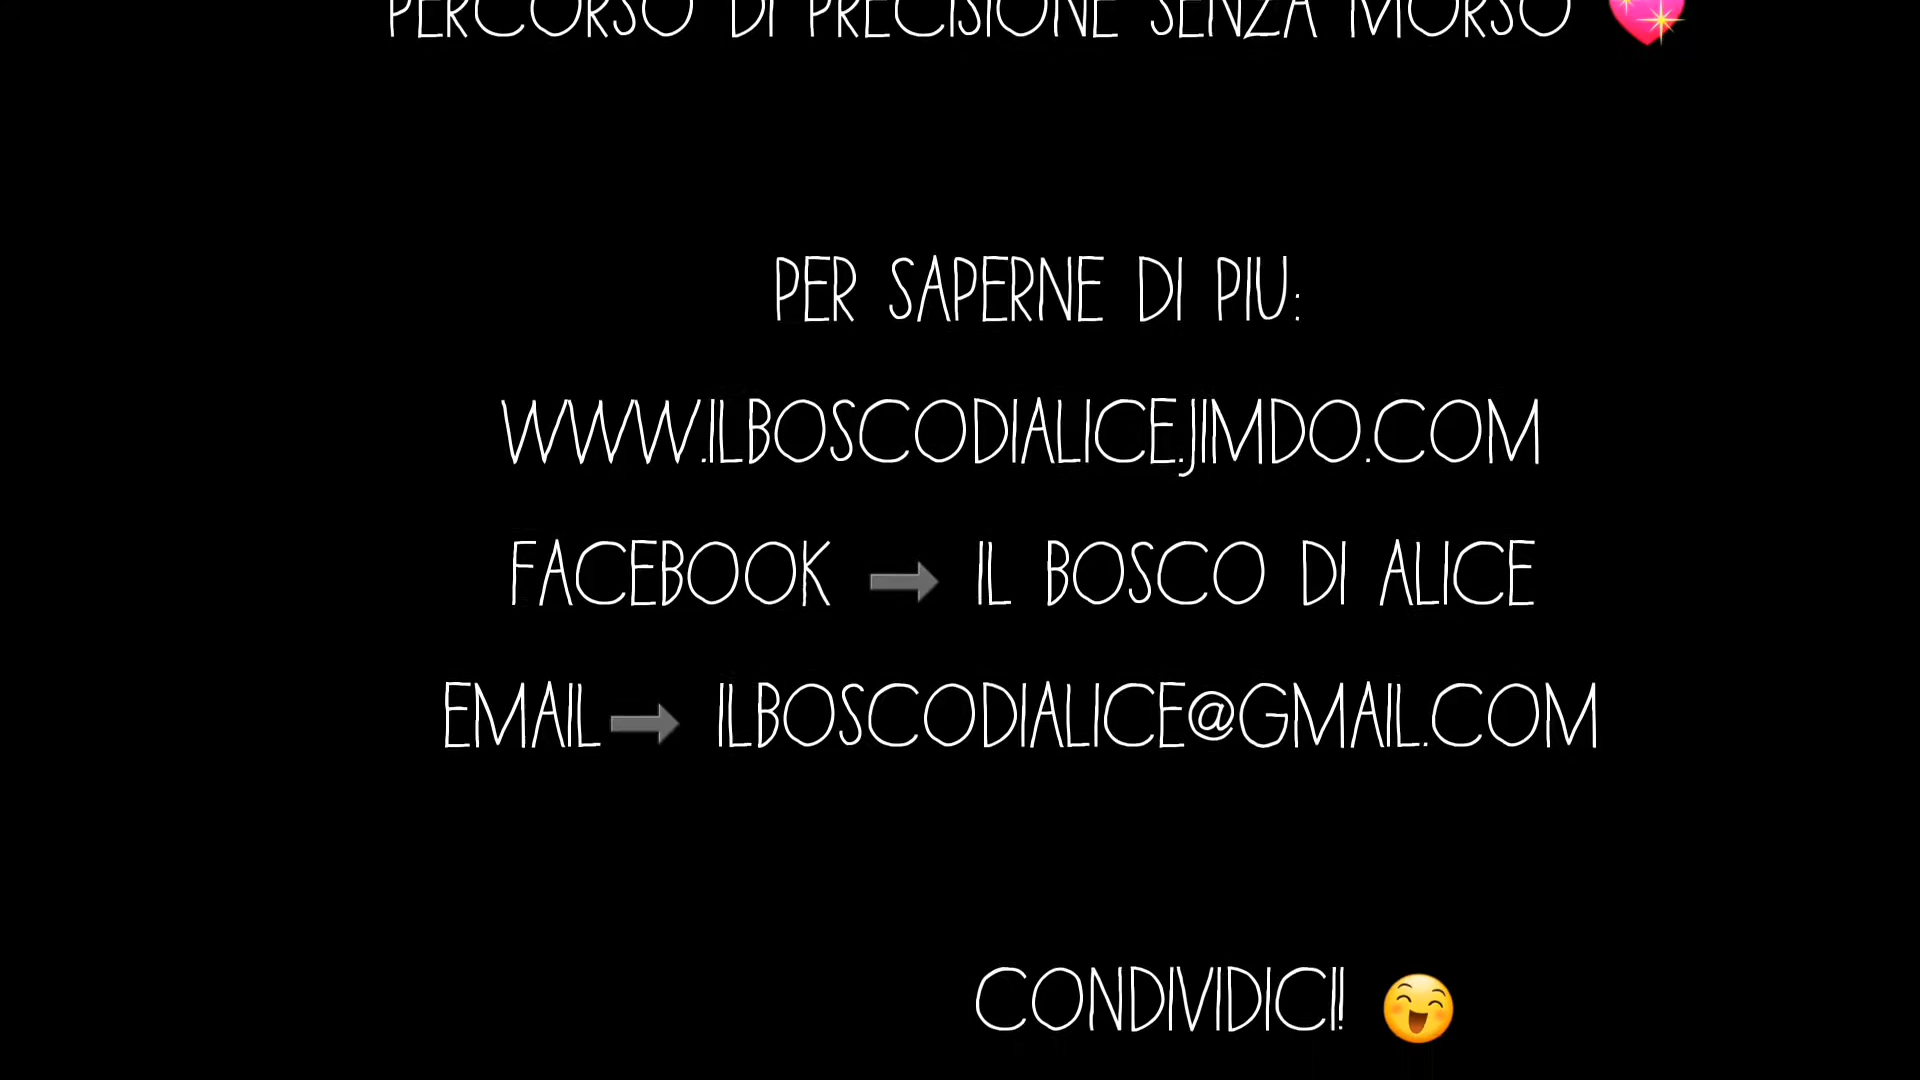 PERCORSO DI PRECISIONE SENZA MORSO 💖
PER SAPERNE DI PIU:
WWW.ILBOSCODIALICE.JIMDO.COM
FACEBOOK ➡ IL BOSCO DI ALICE
EMAIL➡ ILBOSCODIALICE@GMAIL.COM
CONDIVIDICI! 😄